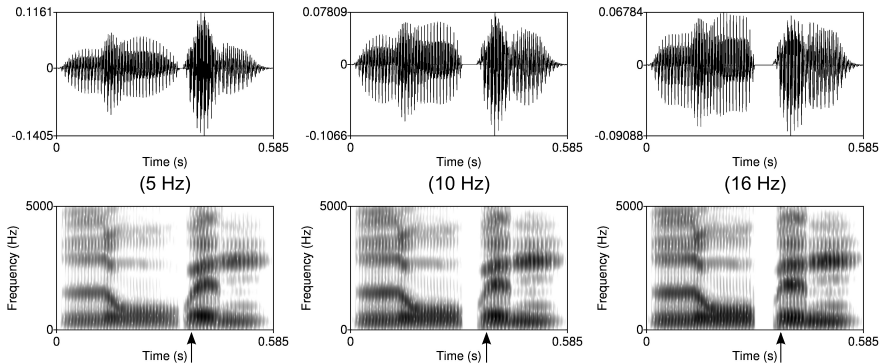 0.1161 0.07809 0.06784
0 0 0
-0.1405 -0.1066 -0.09088
0 0.585 0 0.585 0 0.585
Time (s) Time (s) Time (s)
(5 Hz) (10 Hz) (16 Hz)
5000 5000 5000
Frequency (Hz) Frequency (Hz) Frequency (Hz)
0 0 0
0 0.585 0 0.585 0 0.585
Time (s) Time (s) Time (s)